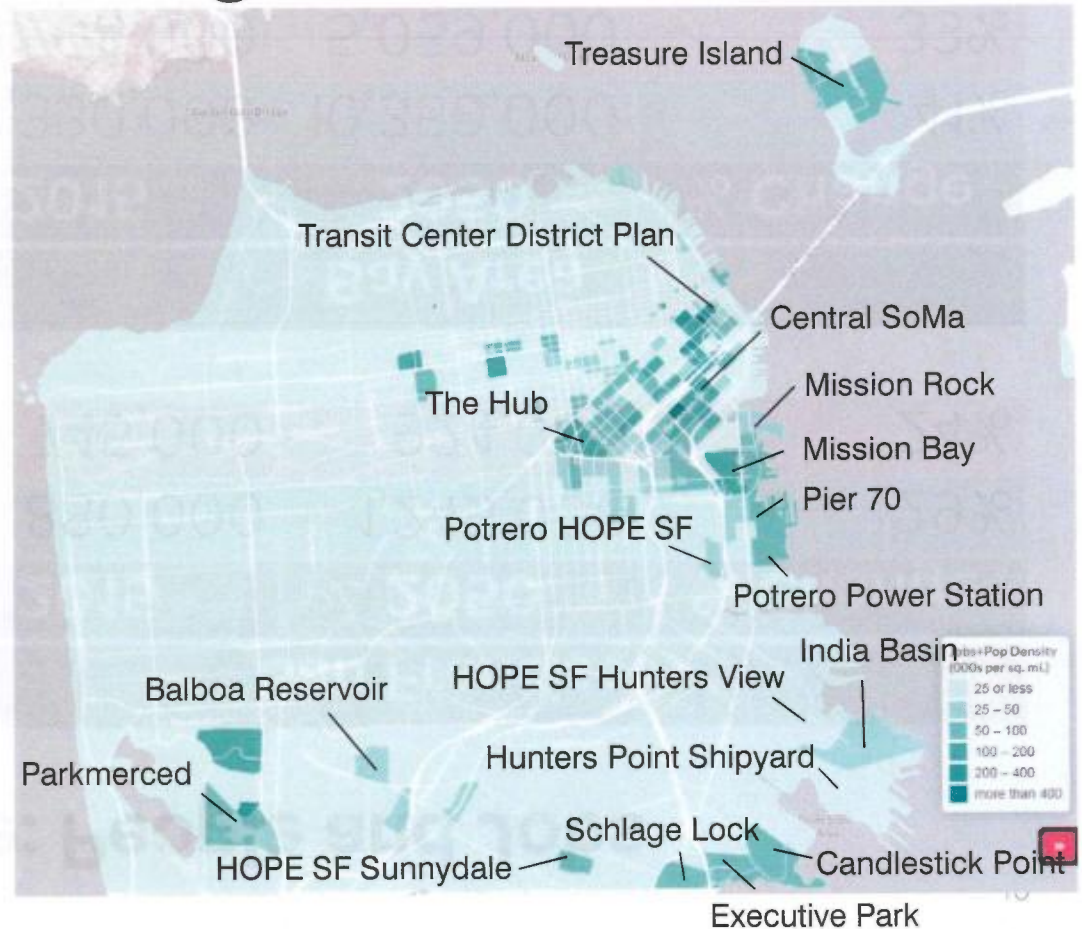 Treasure Island
Transit Center District Plan
Central SoMa
Mission Rock
The Hub
Mission Bay
Pier 70
Potrero HOPE SF
Potrero Power Station
India Basin
HOPE SF Hunters View
Balboa Reservoir
Hunters Point Shipyard
Parkmerced
Schlage Lock
HOPE SF Sunnydale
Candlestick Point
Executive Park
Pop Density
(000s per sq. mi.)
25 or less
25 – 50
50 – 100
100 – 200
200 – 400
more than 400